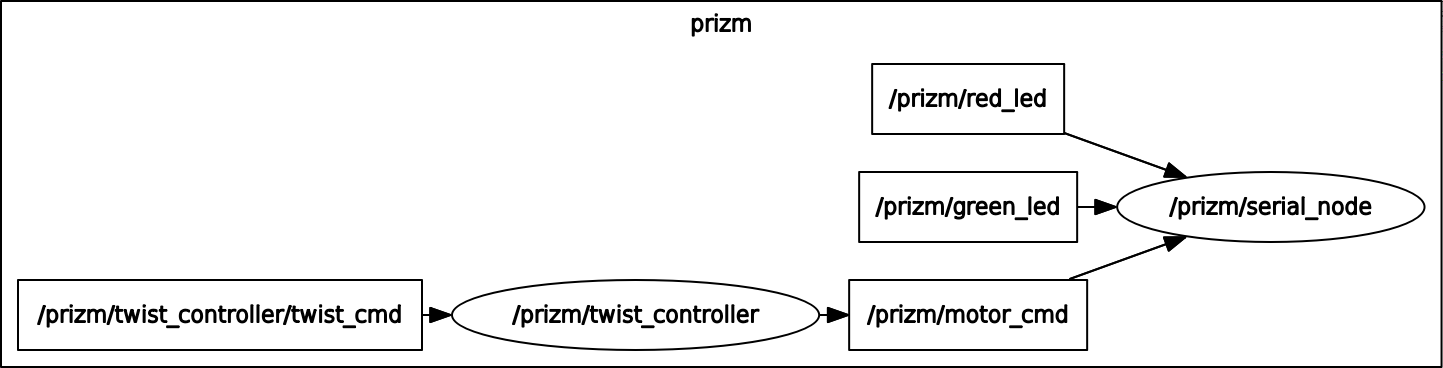 prizm
/prizm/red_led
/prizm/green_led
/prizm/serial_node
/prizm/twist_controller/twist_cmd
/prizm/twist_controller
/prizm/motor_cmd